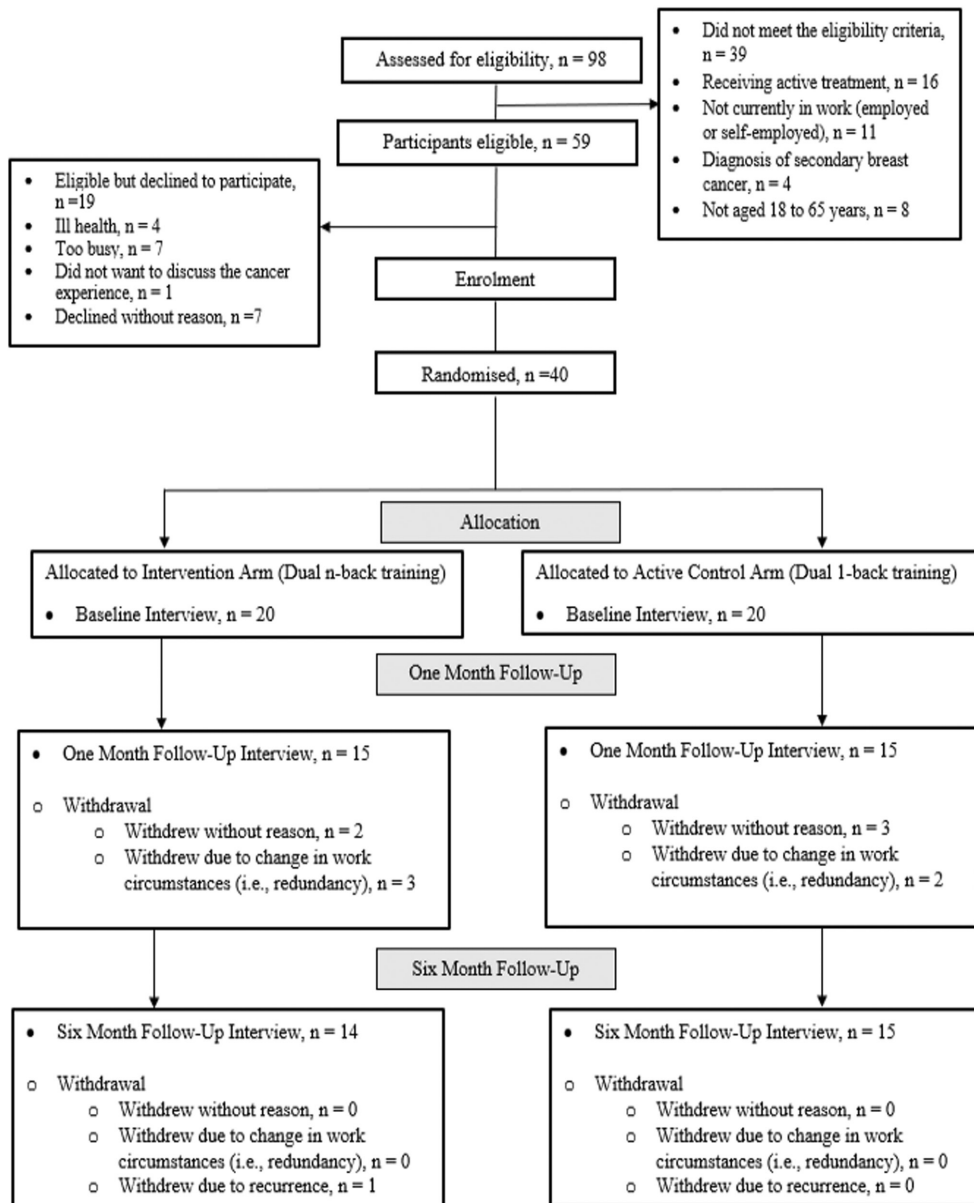 Assessed for eligibility, n = 98
• Did not meet the eligibility criteria,
n = 39
• Receiving active treatment, n = 16
• Not currently in work (employed
or self-employed), n = 11
• Diagnosis of secondary breast
cancer, n = 4
• Not aged 18 to 65 years, n = 8
Participants eligible, n = 59
• Eligible but declined to participate,
n =19
• Ill health, n = 4
• Too busy, n = 7
• Did not want to discuss the cancer
experience, n = 1
• Declined without reason, n =7
Enrolment
Randomised, n =40
Allocation
Allocated to Intervention Arm (Dual n-back training)
• Baseline Interview, n = 20
Allocated to Active Control Arm (Dual 1-back training)
• Baseline Interview, n = 20
One Month Follow-Up
• One Month Follow-Up Interview, n = 15
o Withdrawal
o Withdrew without reason, n = 2
o Withdrew due to change in work
circumstances (i.e., redundancy), n = 3
• One Month Follow-Up Interview, n = 15
o Withdrawal
o Withdrew without reason, n = 3
o Withdrew due to change in work
circumstances (i.e., redundancy), n = 2
Six Month Follow-Up
• Six Month Follow-Up Interview, n = 14
o Withdrawal
o Withdrew without reason, n = 0
o Withdrew due to change in work
circumstances (i.e., redundancy), n = 0
o Withdrew due to recurrence, n = 1
• Six Month Follow-Up Interview, n = 15
o Withdrawal
o Withdrew without reason, n = 0
o Withdrew due to change in work
circumstances (i.e., redundancy), n = 0
o Withdrew due to recurrence, n = 0